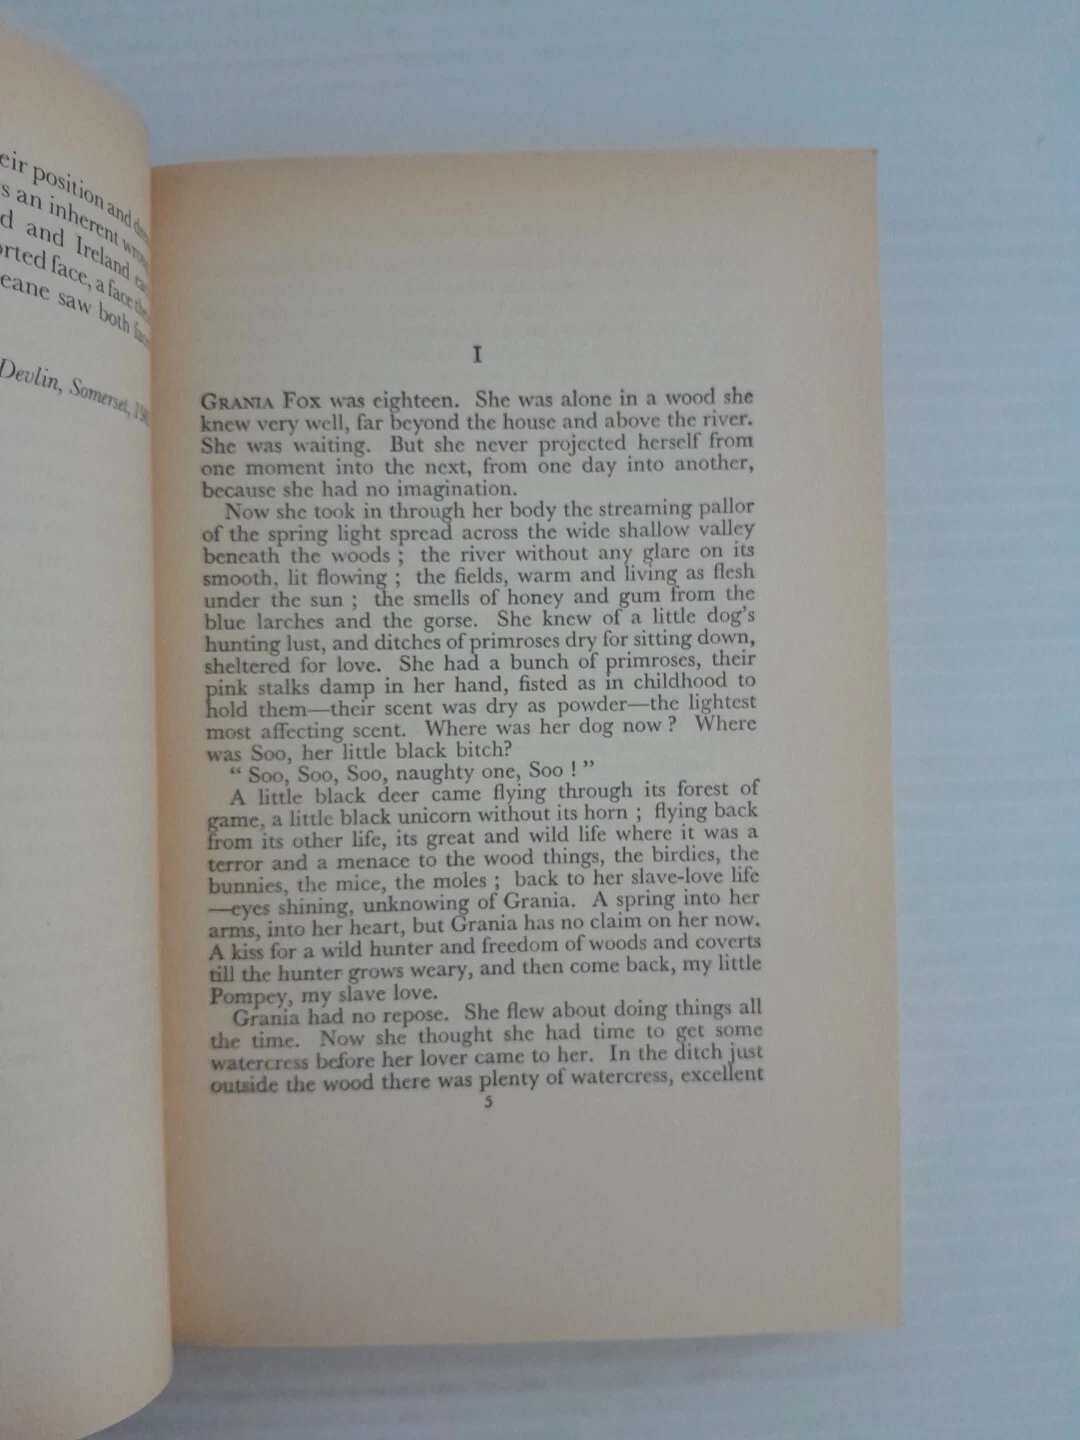 eir position and
s an inherent
d and Ireland
orted face, a face
eane saw both
Devlin, Somerset,
I
GRANIA FOX was eighteen. She was alone in a wood she
knew very well, far beyond the house and above the river.
She was waiting. But she never projected herself from
one moment into the next, from one day into another,
because she had no imagination.
Now she took in through her body the streaming pallor
of the spring light spread across the wide shallow valley
beneath the woods ; the river without any glare on its
smooth, lit flowing ; the fields, warm and living as flesh
under the sun ; the smells of honey and gum from the
blue larches and the gorse. She knew of a little dog's
hunting lust, and ditches of primroses dry for sitting down,
sheltered for love. She had a bunch of primroses, their
pink stalks damp in her hand, fisted as in childhood to
hold them—their scent was dry as powder—the lightest
most affecting scent. Where was her dog now ? Where
was Soo, her little black bitch?
“ Soo, Soo, Soo, naughty one, Soo ! ”
A little black deer came flying through its forest of
game, a little black unicorn without its horn ; flying back
from its other life, its great and wild life where it was a
terror and a menace to the wood things, the birdies, the
bunnies, the mice, the moles ; back to her slave-love life
—eyes shining, unknowing of Grania. A spring into her
arms, into her heart, but Grania has no claim on her now.
A kiss for a wild hunter and freedom of woods and coverts
till the hunter grows weary, and then come back, my little
Pompey, my slave love.
Grania had no repose. She flew about doing things all
the time. Now she thought she had time to get some
watercress before her lover came to her. In the ditch just
outside the wood there was plenty of watercress, excellent
5